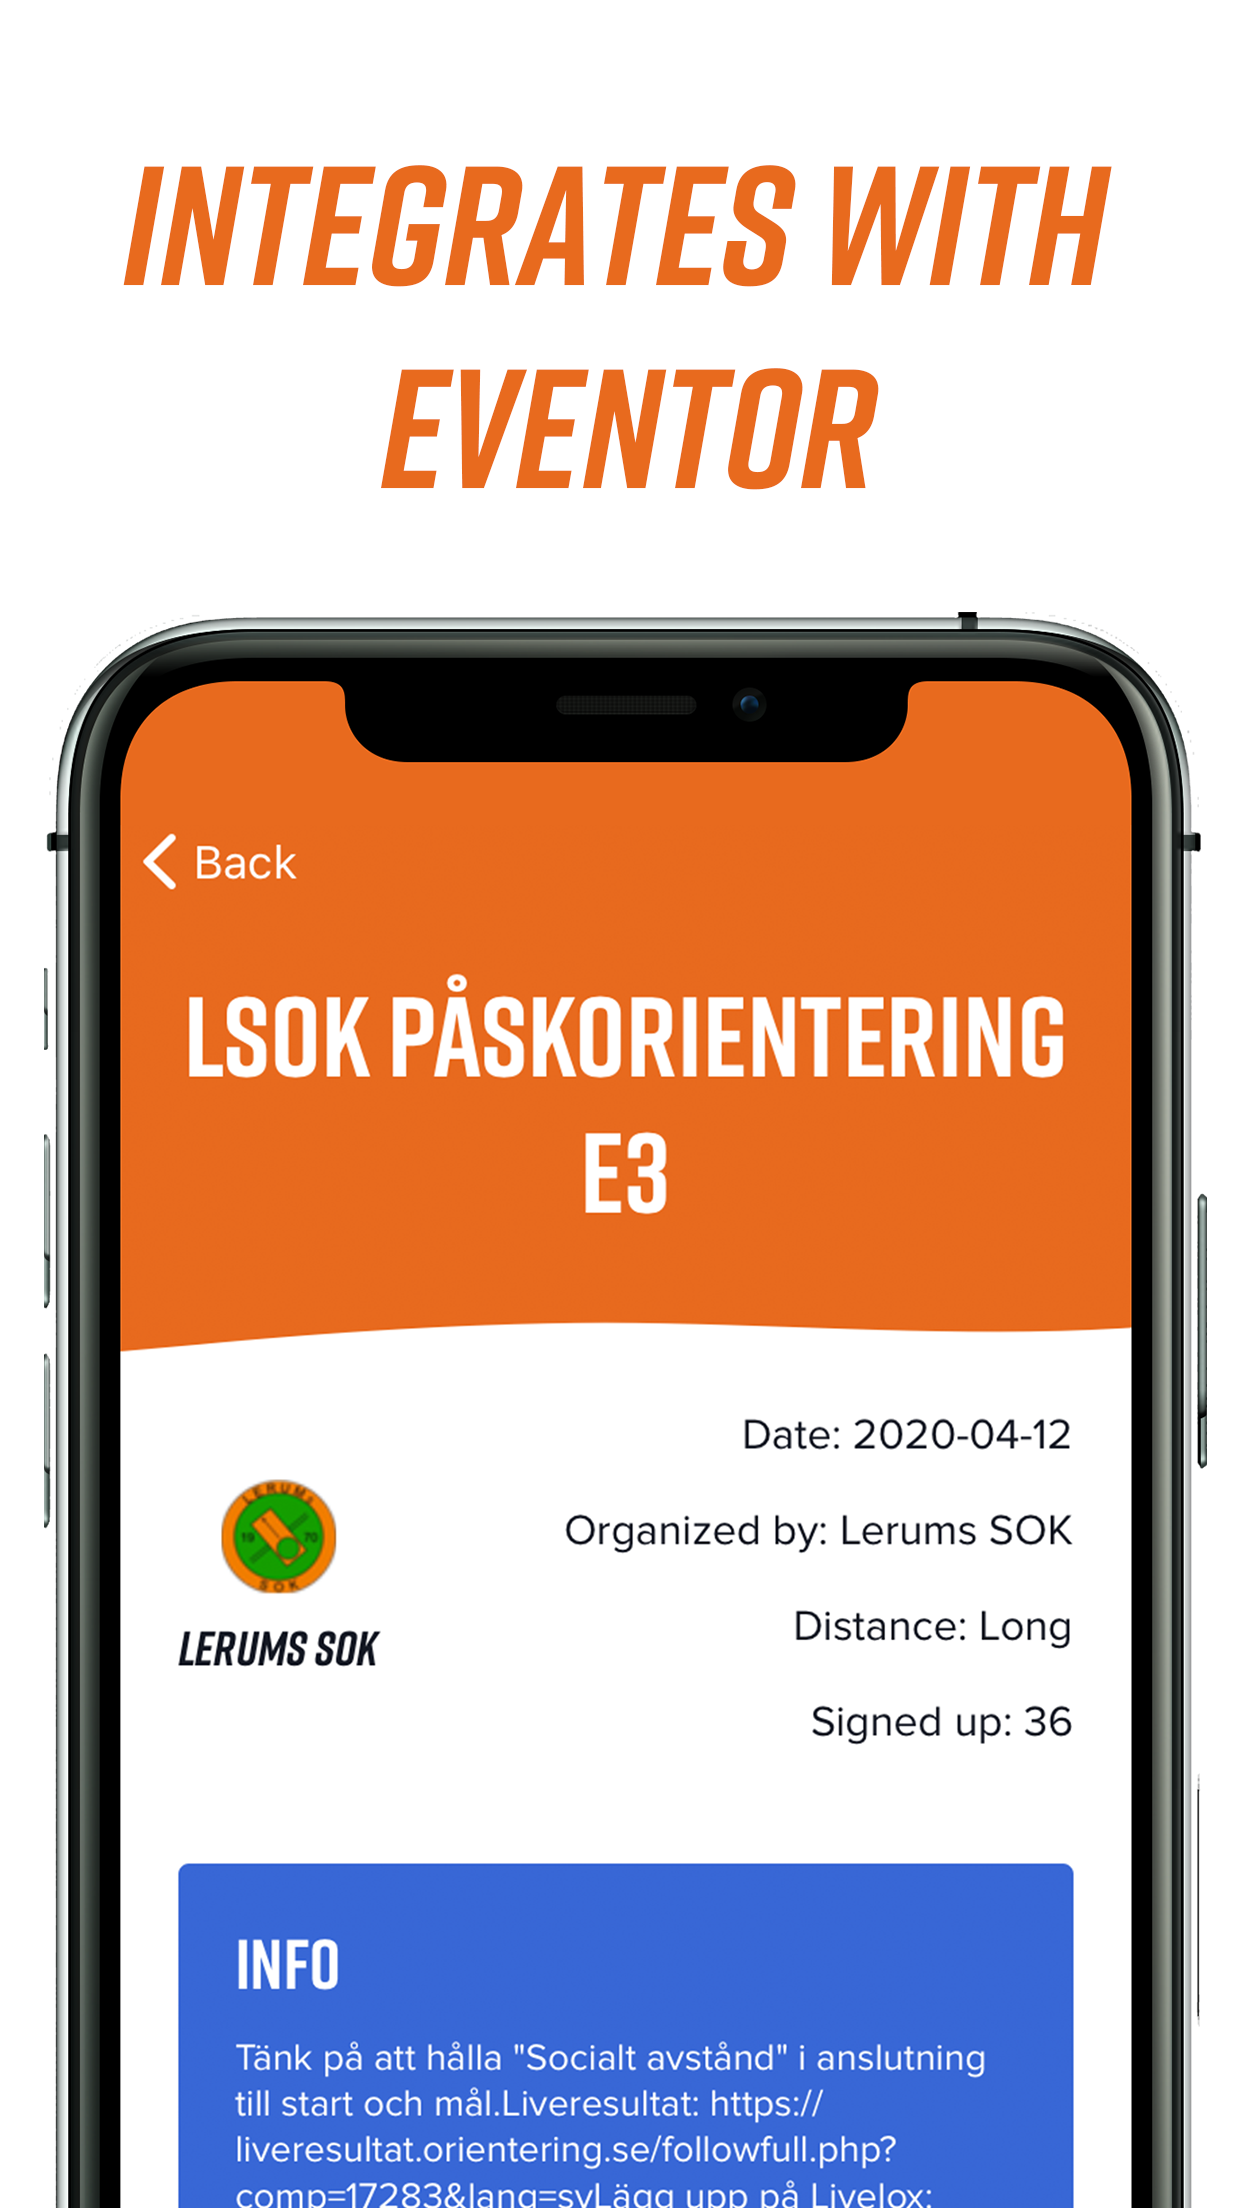 INTEGRATES WITH
EVENTOR
Back
LSOK PÅSKORIENTERING
E3
Date: 2020-04-12
LERUMS
19 70
SOK
Organized by: Lerums SOK
LERUMS SOK
Distance: Long
Signed up: 36
INFO
Tänk på att hålla "Socialt avstånd" i anslutning
till start och mål.Liveresultat: https://
liveresultat.orientering.se/followfull.php?
comp=17283&lang=svLägg upp på Livelox: